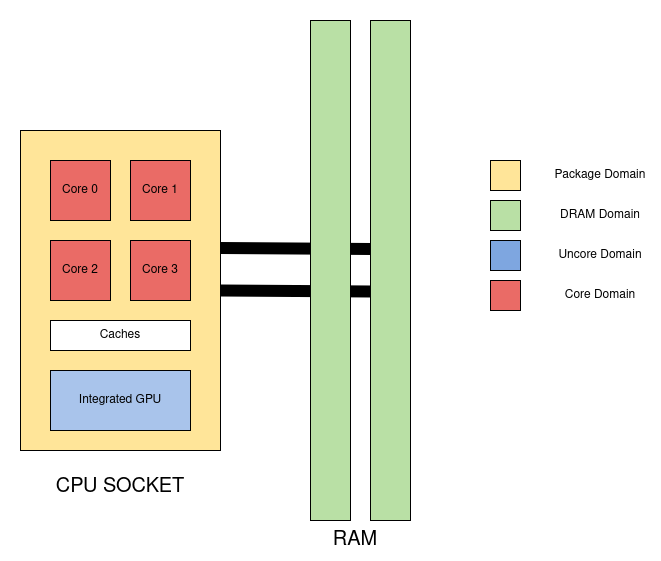 Core 0
Core 1
Core 2
Core 3
Caches
Integrated GPU
CPU SOCKET
RAM
Package Domain
DRAM Domain
Uncore Domain
Core Domain